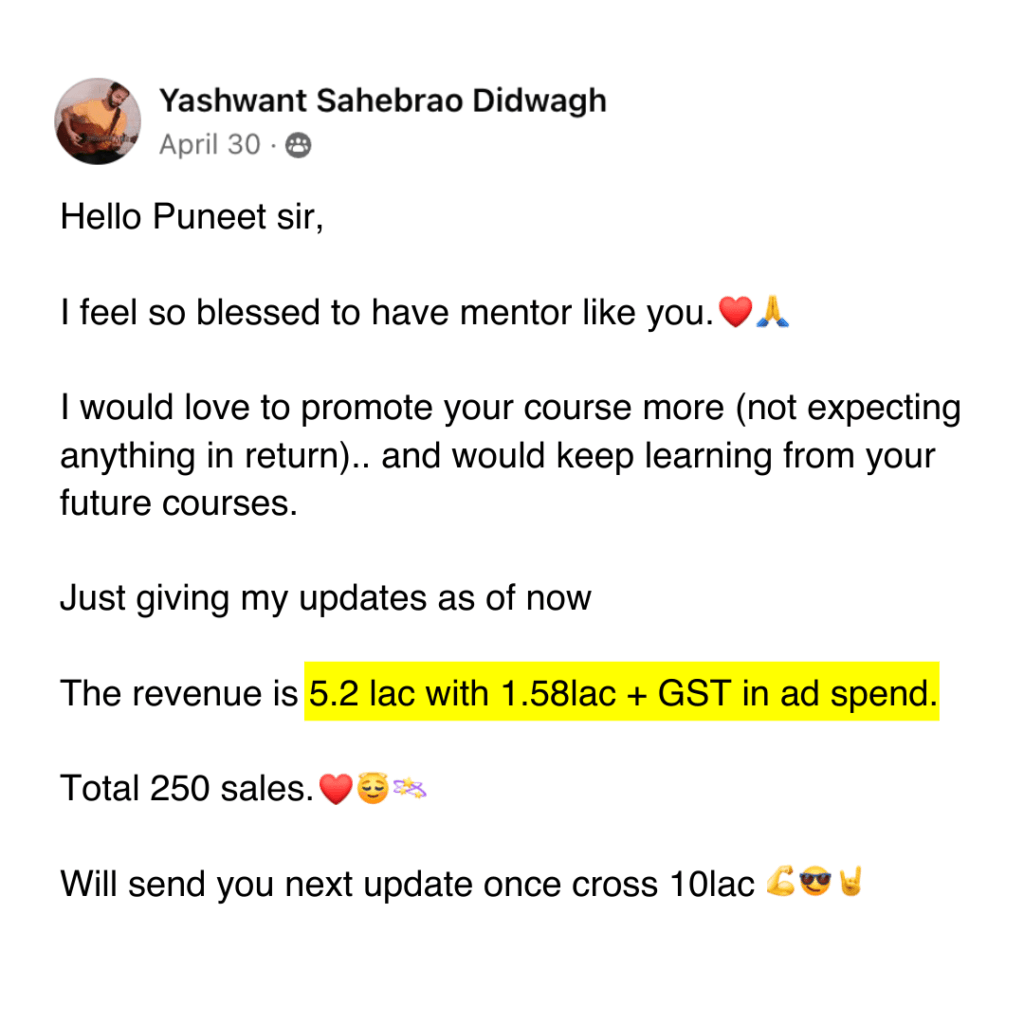 Yashwant Sahebrao Didwagh
April 30 ·
Hello Puneet sir,
I feel so blessed to have mentor like you.❤️🙏
I would love to promote your course more (not expecting
anything in return).. and would keep learning from your
future courses.
Just giving my updates as of now
The revenue is 5.2 lac with 1.58lac + GST in ad spend.
Total 250 sales.❤️😇💫
Will send you next update once cross 10lac 💪😎🤘